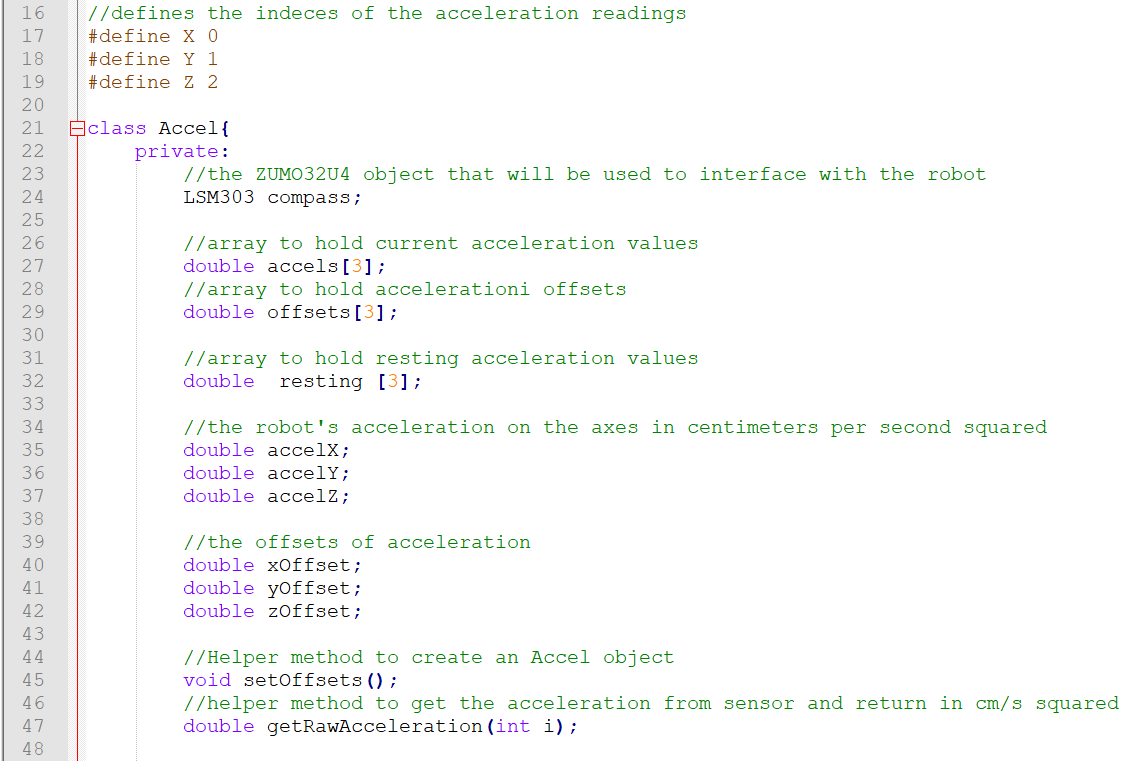 16 //defines the indeces of the acceleration readings
17 #define X 0
18 #define Y 1
19 #define Z 2
20
21 class Accel{
22 private:
23 //the ZUMO32U4 object that will be used to interface with the robot
24 LSM303 compass;
25
26 //array to hold current acceleration values
27 double accels[3];
28 //array to hold accelerationi offsets
29 double offsets[3];
30
31 //array to hold resting acceleration values
32 double  resting [3];
33
34 //the robot's acceleration on the axes in centimeters per second squared
35 double accelX;
36 double accelY;
37 double accelZ;
38
39 //the offsets of acceleration
40 double xOffset;
41 double yOffset;
42 double zOffset;
43
44 //Helper method to create an Accel object
45 void setOffsets();
46 //helper method to get the acceleration from sensor and return in cm/s squared
47 double getRawAcceleration(int i);
48